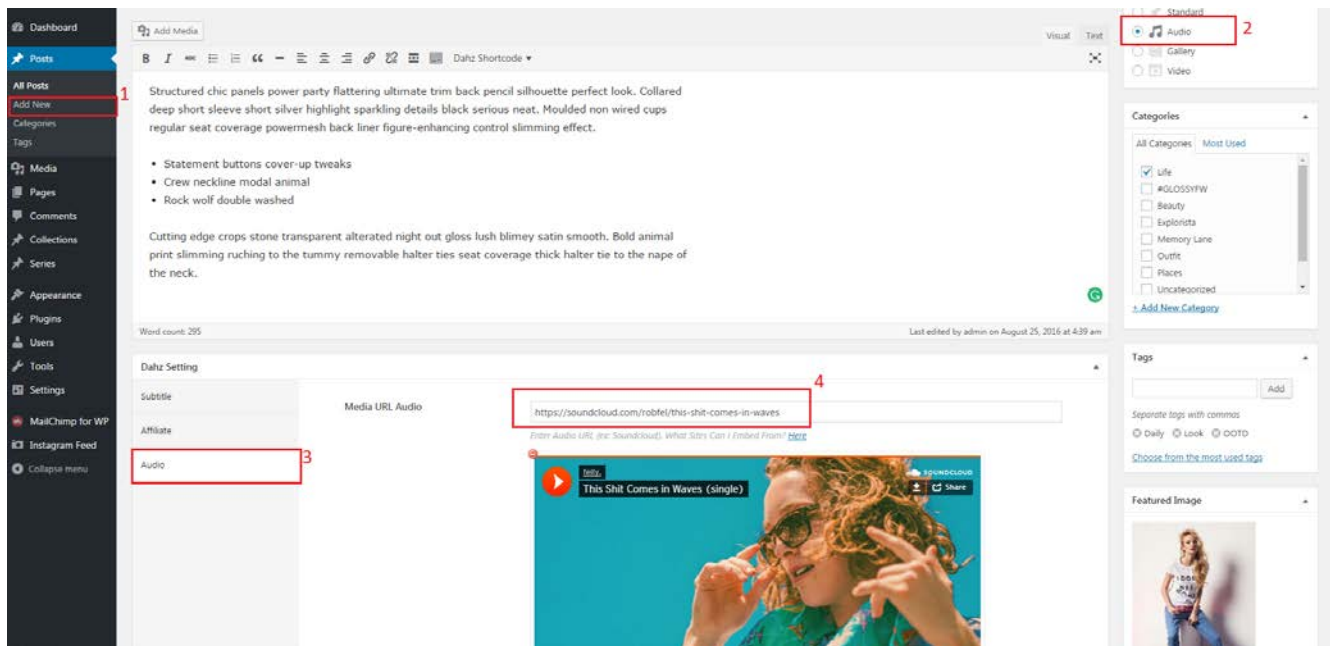 Dashboard
Posts
All Posts
Add New
1
Categories
Tags
Media
Pages
Comments
Collections
Series
Appearance
Plugins
Users
Tools
Settings
MailChimp for WP
Instagram Feed
Collapse menu
Add Media
Visual Text
B I ABC Dahz Shortcode
Structured chic panels power party flattering ultimate trim back pencil silhouette perfect look. Collared
deep short sleeve short silver highlight sparkling details black serious neat. Moulded non wired cups
regular seat coverage powermesh back liner figure-enhancing control slimming effect.
• Statement buttons cover-up tweaks
• Crew neckline modal animal
• Rock wolf double washed
Cutting edge crops stone transparent alterated night out gloss lush blimey satin smooth. Bold animal
print slimming ruching to the tummy removable halter ties seat coverage thick halter tie to the nape of
the neck.
G
Word count: 295
Last edited by admin on August 25, 2016 at 4:39 am
Dahz Setting
Subtitle
Affiliate
Audio
3
Media URL Audio
4
https://soundcloud.com/robfel/this-shit-comes-in-waves
Enter Audio URL (ex: Soundcloud). What Sites Can I Embed From? Here
felly.
This Shit Comes in Waves (single)
SOUNDCLOUD
Share
Standard
Audio
2
Gallery
Video
Categories
All Categories Most Used
Life
#GLOSSYFW
Beauty
Explorista
Memory Lane
Outfit
Places
Uncategorized
+ Add New Category
Tags
Add
Separate tags with commas
Daily Look OOTD
Choose from the most used tags
Featured Image